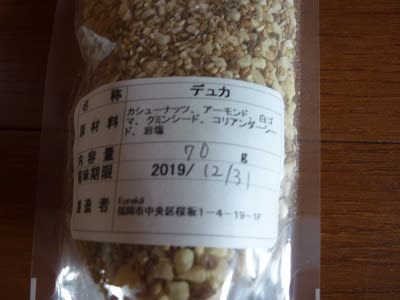 名称 デュカ
原材料 カシューナッツ、アーモンド、白ゴ
マ、クミンシード、コリアンダーシー
ド、岩塩
内容量 70 g
賞味期限 2019/12/31
製造者 Eureka
福岡市中央区桜坂1-4-19-1F